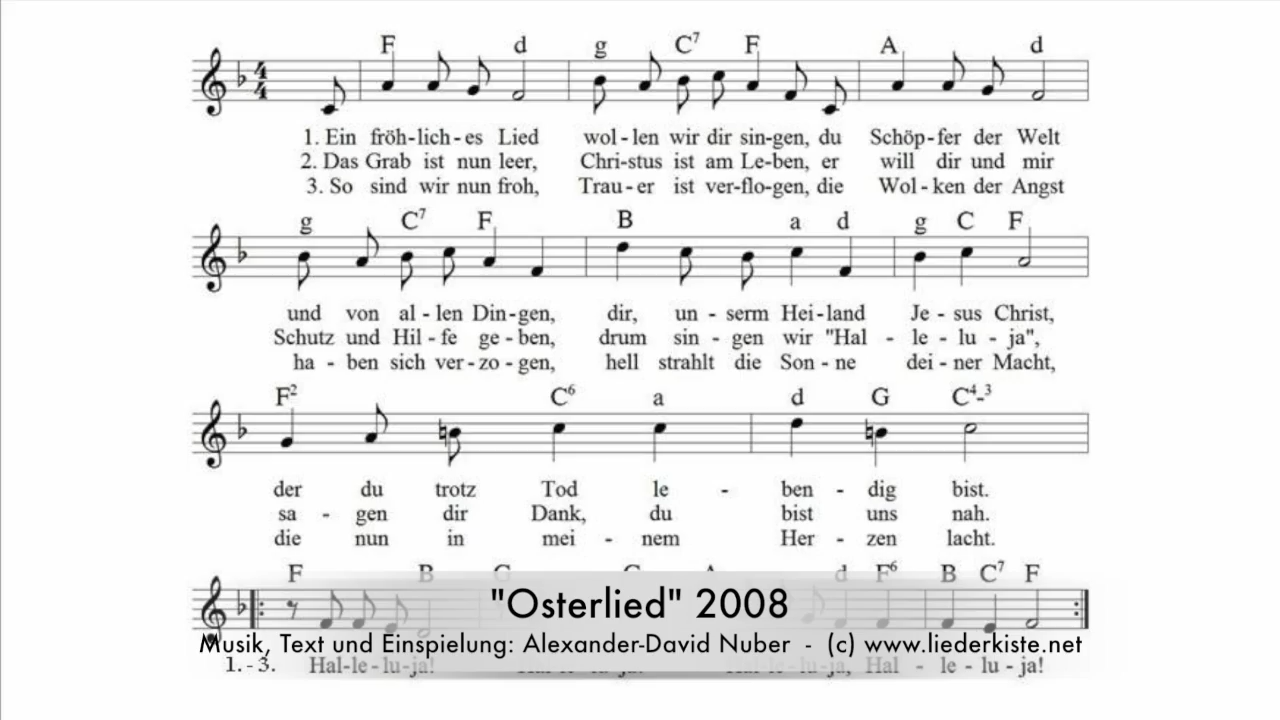 F d g C7 F A d
1. Ein fröh-lich-es Lied wol-len wir dir sin-gen, du Schöp-fer der Welt
2. Das Grab ist nun leer, Chri-stus ist am Le-ben, er will dir und mir
3. So sind wir nun froh, Trau-er ist ver-flo-gen, die Wol-ken der Angst
g C7 F B a d g C F
und von al-len Din-gen, dir, un-serm Hei-land Je-sus Christ,
Schutz und Hil-fe ge-ben, drum sin-gen wir "Hal-le-lu-ja",
ha-ben sich ver-zo-gen, hell strahlt die Son-ne dei-ner Macht,
F2 C6 a d G C4-3
der du trotz Tod le-ben-dig bist.
sa-gen dir Dank, du bist uns nah.
die nun in mei-nem Her-zen lacht.
F B d F6 B C7 F
"Osterlied" 2008
Musik, Text und Einspielung: Alexander-David Nuber - (c) www.liederkiste.net
1.-3. Hal-le-lu-ja! Hal-le-lu-ja!